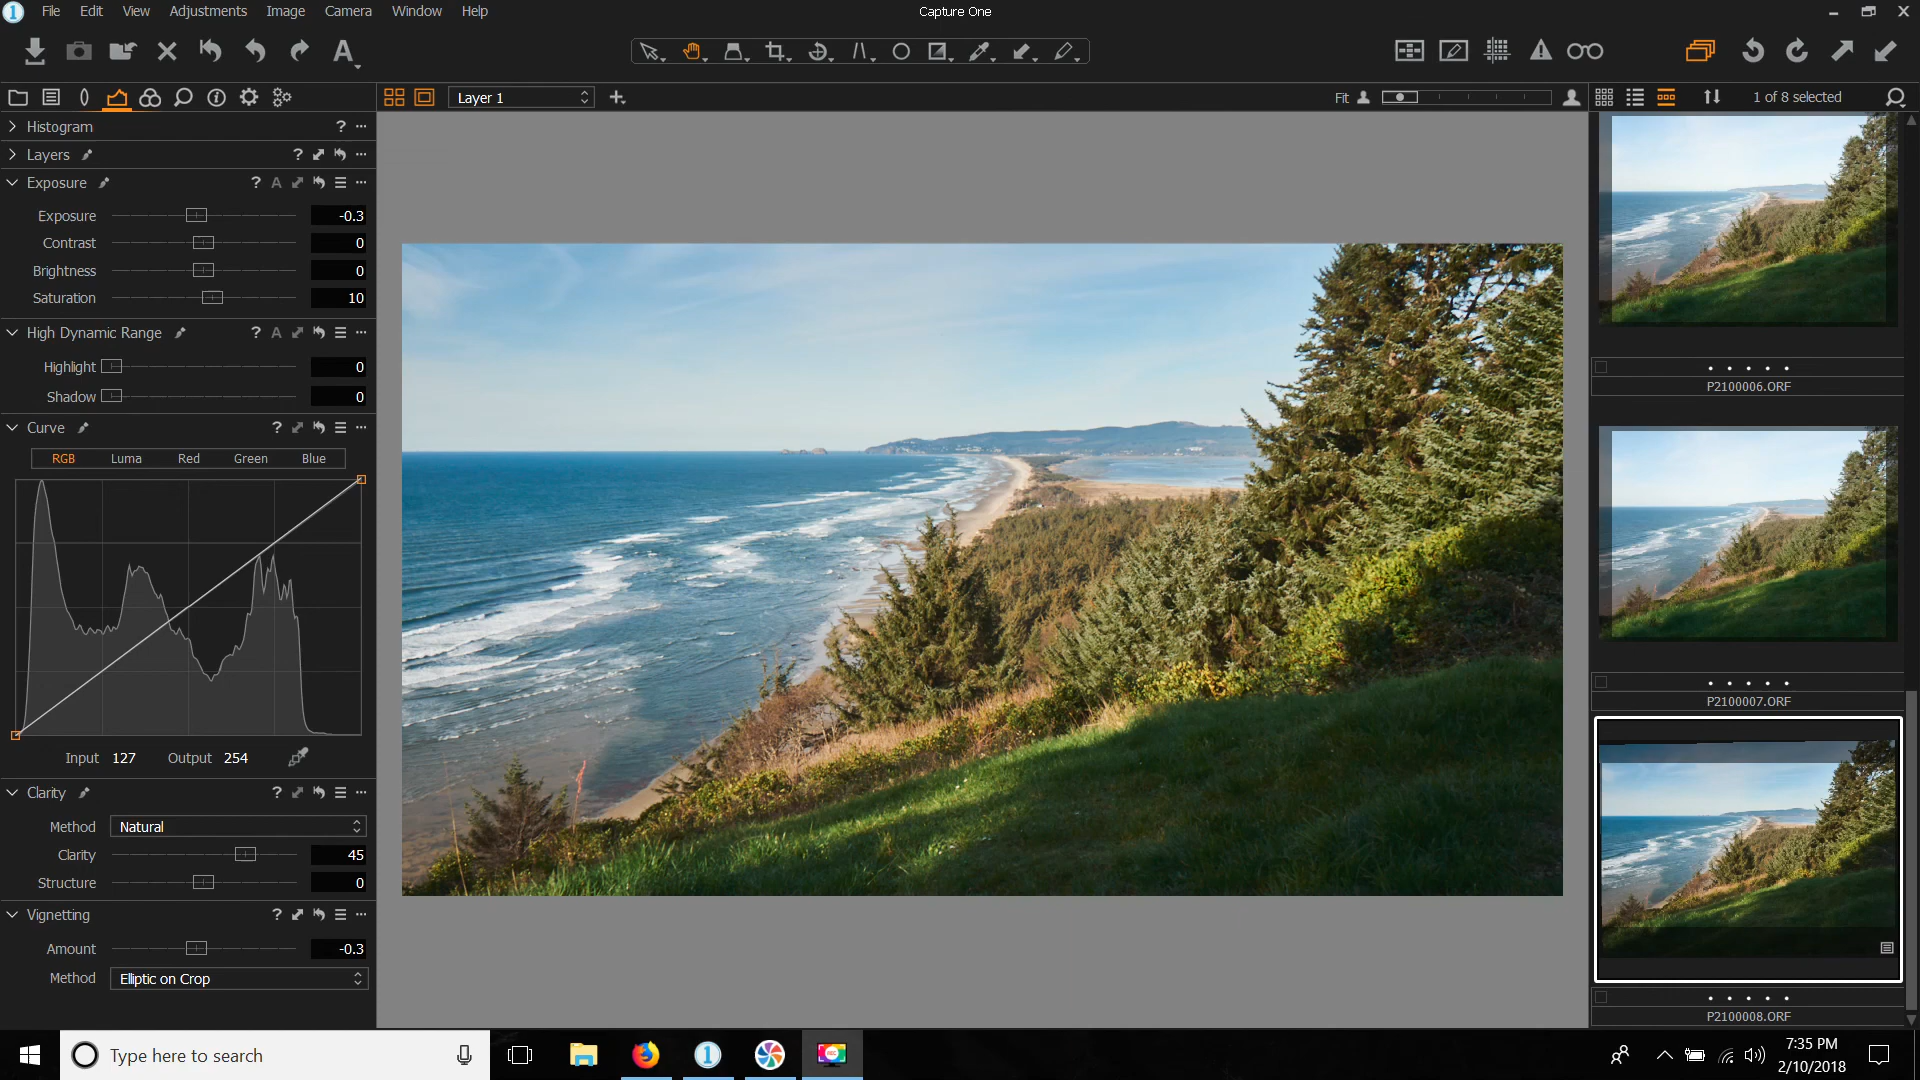 File Edit View Adjustments Image Camera Window Help
Capture One
Layer 1
Fit
1 of 8 selected
Histogram
Layers
Exposure
Exposure -0.3
Contrast 0
Brightness 0
Saturation 10
High Dynamic Range
Highlight 0
Shadow 0
Curve
RGB Luma Red Green Blue
Input 127 Output 254
Clarity
Method Natural
Clarity 45
Structure 0
Vignetting
Amount -0.3
Method Elliptic on Crop
P2100006.ORF
P2100007.ORF
P2100008.ORF
Type here to search
7:35 PM
2/10/2018